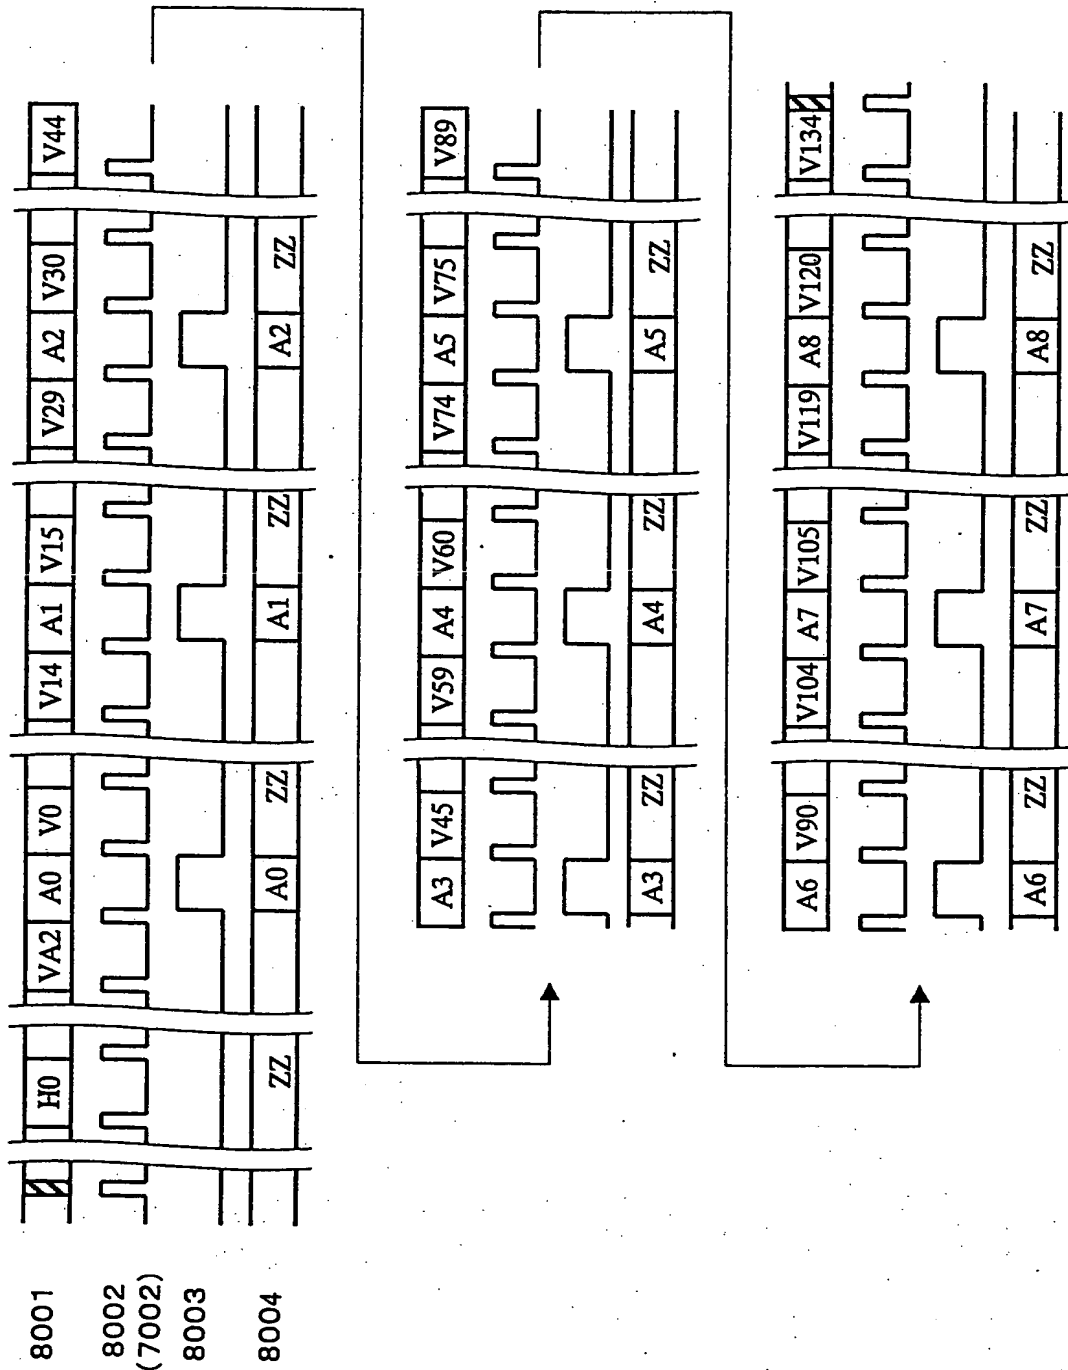 8001 H0 VA2 A0 V0 V14 A1 V15 V29 A2 V30 V44
8002
(7002)
8003
8004 ZZ A0 ZZ A1 ZZ A2 ZZ
A3 V45 V59 A4 V60 V74 A5 V75 V89
A3 ZZ A4 ZZ A5 ZZ
A6 V90 V104 A7 V105 V119 A8 V120 V134
A6 ZZ A7 ZZ A8 ZZ